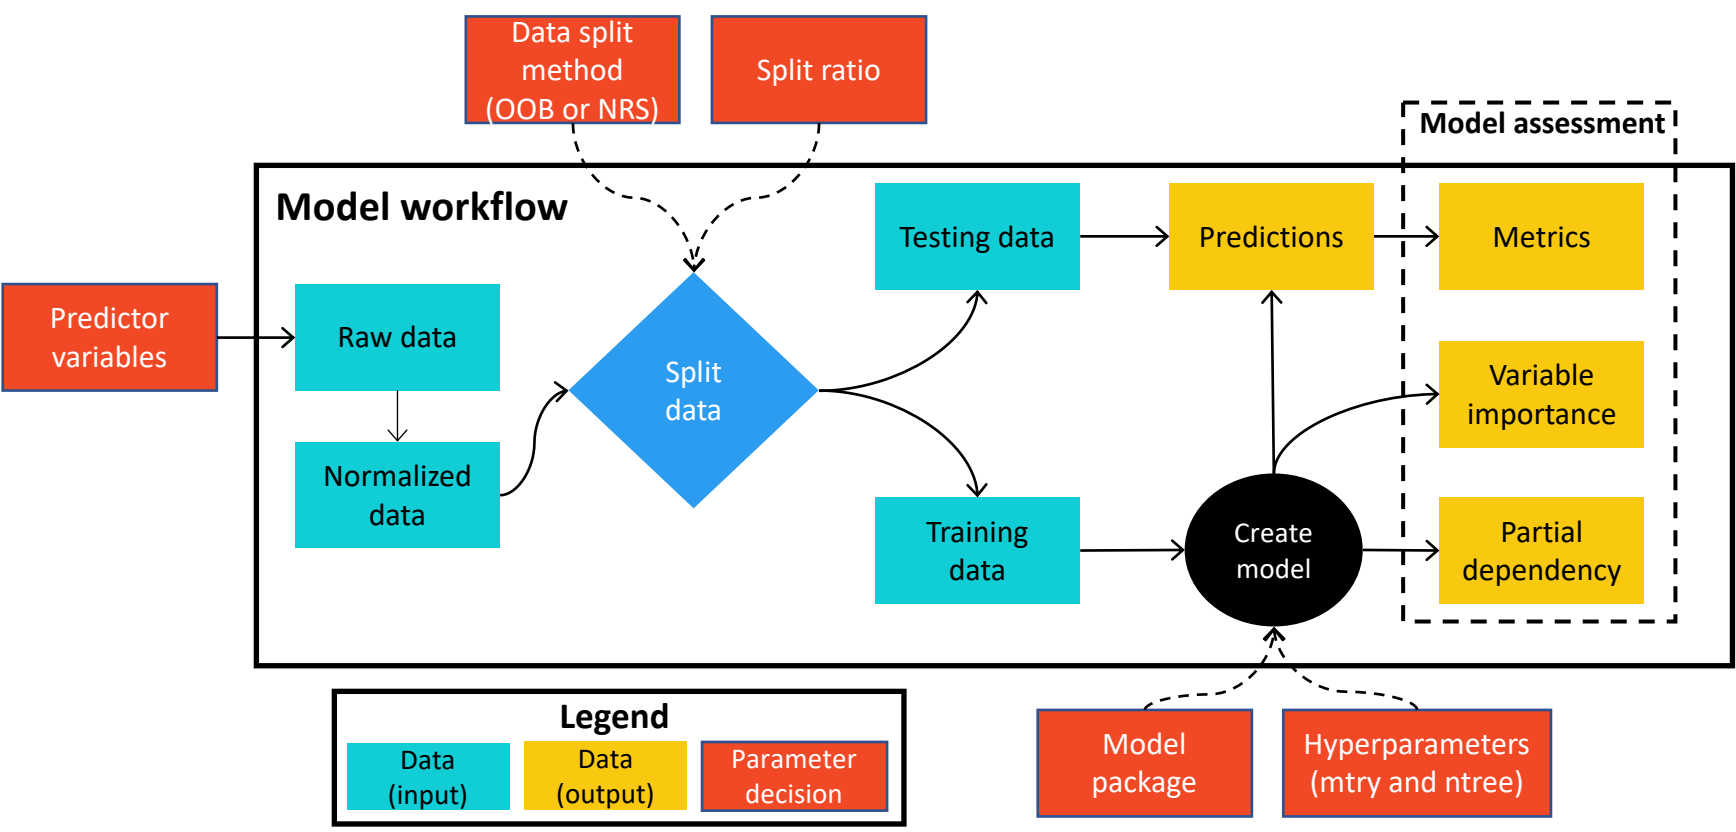 Data split
method
(OOB or NRS)
Split ratio
Model assessment
Model workflow
Testing data
Predictions
Metrics
Predictor
variables
Raw data
Split
data
Variable
importance
Normalized
data
Training
data
Create
model
Partial
dependency
Legend
Data
(input)
Data
(output)
Parameter
decision
Model
package
Hyperparameters
(mtry and ntree)